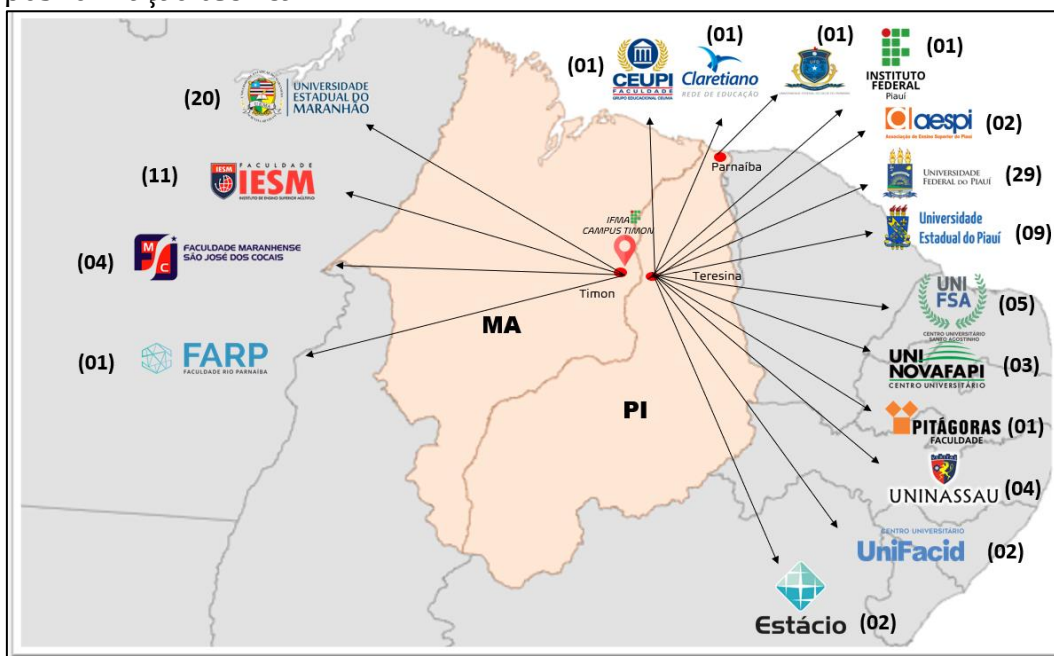 (20)
UNIVERSIDADE
ESTADUAL DO
MARANHÃO
(11)
FACULDADE
IESM
INSTITUTO DE ENSINO SUPERIOR MÚLTIPLO
(04)
F M C
FACULDADE MARANHENSE
SÃO JOSÉ DOS COCAIS
(01)
FARP
FACULDADE RIO PARNAÍBA
(01)
CEUPI
FACULDADE
GRUPO EDUCACIONAL CEUMA
(01)
Claretiano
REDE DE EDUCAÇÃO
(01)
(01)
INSTITUTO
FEDERAL
Piauí
aespi
Associação de Ensino Superior do Piauí
(02)
UNIVERSIDADE
FEDERAL DO PIAUÍ
(29)
Universidade
Estadual do Piauí
(09)
UNI
FSA
CENTRO UNIVERSITÁRIO
SANTO AGOSTINHO
(05)
UNI
NOVAFAPI
CENTRO UNIVERSITÁRIO
(03)
PITÁGORAS
FACULDADE
(01)
UNINASSAU
(04)
CENTRO UNIVERSITÁRIO
UniFacid
(02)
Estácio
(02)
Parnaíba
IFMA
CAMPUS TIMON
Timon
Teresina
MA
PI